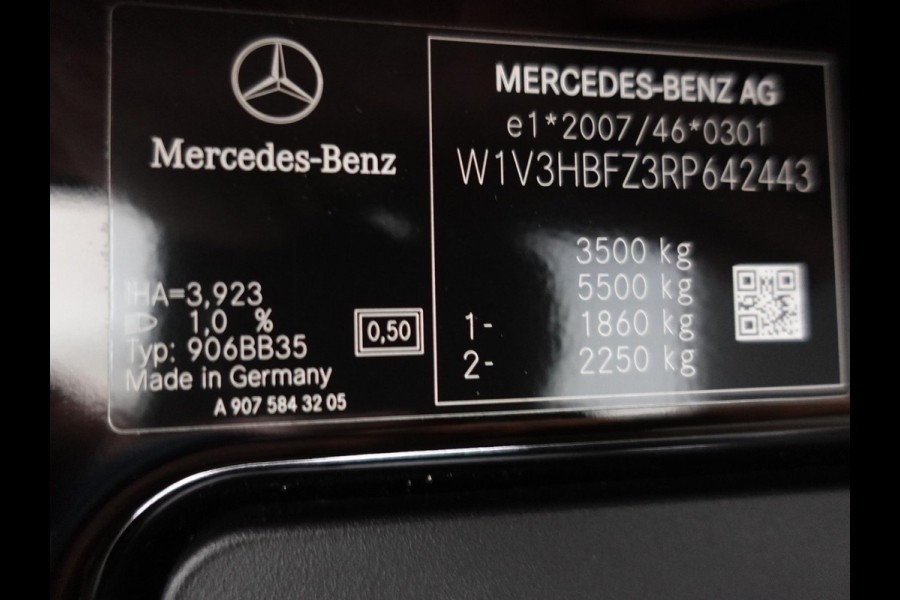 Mercedes-Benz
HA=3,923
1,0 %
0,50
Typ: 906BB35
Made in Germany
A 907 584 32 05
MERCEDES-BENZ AG
e1*2007/46*0301
W1V3HBFZ3RP642443
3500 kg
5500 kg
1- 1860 kg
2- 2250 kg